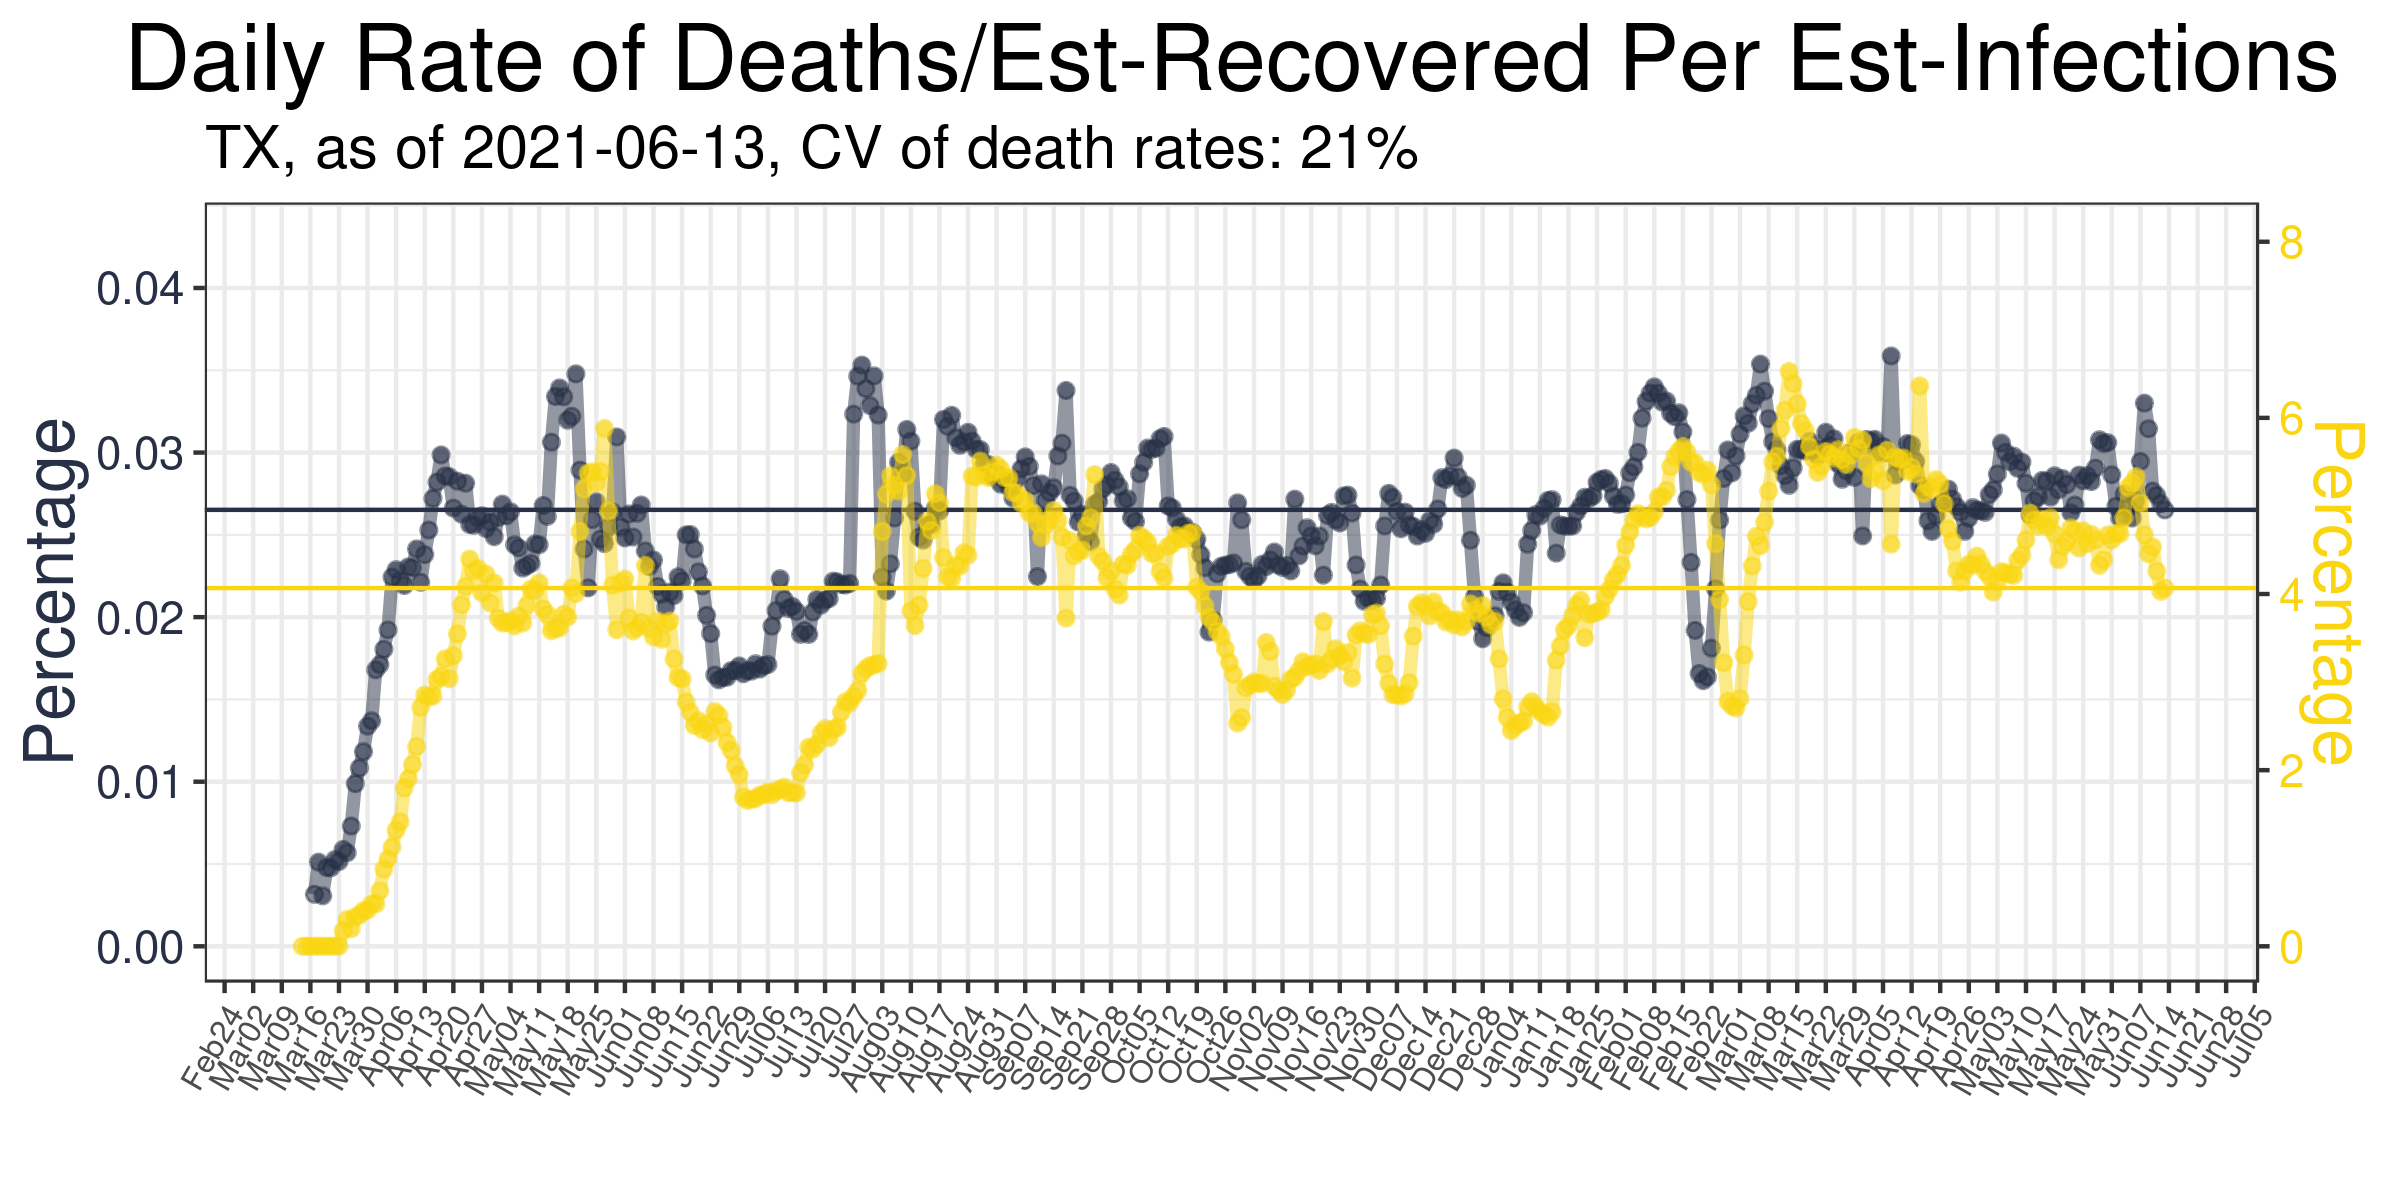 Daily Rate of Deaths/Est-Recovered Per Est-Infections
TX, as of 2021-06-13, CV of death rates: 21%
Percentage
0.04
0.03
0.02
0.01
0.00
8
6
4
2
0
Percentage
Feb24
Mar02
Mar09
Mar16
Mar23
Mar30
Apr06
Apr13
Apr20
Apr27
May04
May11
May18
May25
Jun01
Jun08
Jun15
Jun22
Jun29
Jul06
Jul13
Jul20
Jul27
Aug03
Aug10
Aug17
Aug24
Aug31
Sep07
Sep14
Sep21
Sep28
Oct05
Oct12
Oct19
Oct26
Nov02
Nov09
Nov16
Nov23
Nov30
Dec07
Dec14
Dec21
Dec28
Jan04
Jan11
Jan18
Jan25
Feb01
Feb08
Feb15
Feb22
Mar01
Mar08
Mar15
Mar22
Mar29
Apr05
Apr12
Apr19
Apr26
May03
May10
May17
May24
May31
Jun07
Jun14
Jun21
Jun28
Jul05